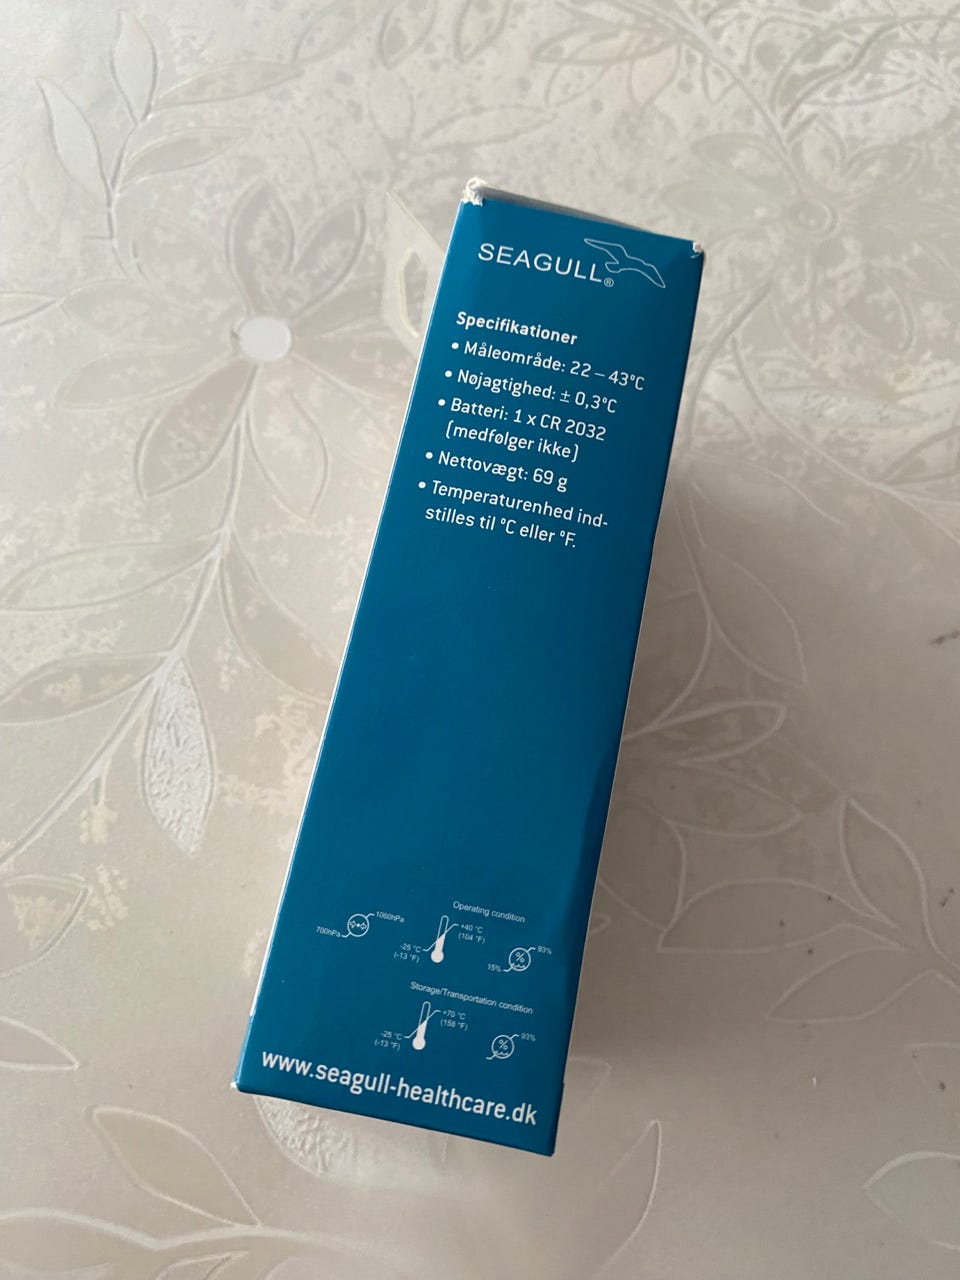 SEAGULL®
Specifikationer
• Måleområde: 22 – 43°C
• Nøjagtighed: ± 0,3°C
• Batteri: 1 x CR 2032
(medfølger ikke)
• Nettovægt: 69 g
• Temperaturenhed ind-
stilles til °C eller °F.
Operating condition
1060hPa
700hPa
+40 °C
(104 °F)
-25 °C
(-13 °F)
93%
%
15%
Storage/Transportation condition
+70 °C
(158 °F)
-25 °C
(-13 °F)
93%
%
www.seagull-healthcare.dk